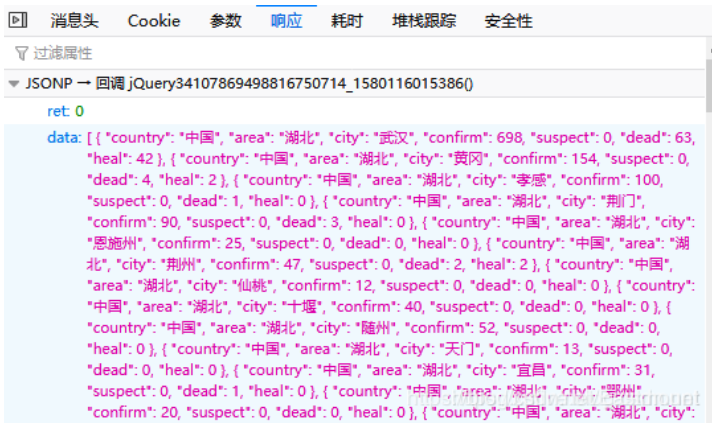 消息头 Cookie 参数 响应 耗时 堆栈跟踪 安全性
过滤属性
JSONP → 回调 jQuery34107869498816750714_1580116015386()
ret: 0
data: [ { "country": "中国", "area": "湖北", "city": "武汉", "confirm": 698, "suspect": 0, "dead": 63,
"heal": 42 }, { "country": "中国", "area": "湖北", "city": "黄冈", "confirm": 154, "suspect": 0,
"dead": 4, "heal": 2 }, { "country": "中国", "area": "湖北", "city": "孝感", "confirm": 100,
"suspect": 0, "dead": 1, "heal": 0 }, { "country": "中国", "area": "湖北", "city": "荆门",
"confirm": 90, "suspect": 0, "dead": 3, "heal": 0 }, { "country": "中国", "area": "湖北", "city":
"恩施州", "confirm": 25, "suspect": 0, "dead": 0, "heal": 0 }, { "country": "中国", "area": "湖
北", "city": "荆州", "confirm": 47, "suspect": 0, "dead": 2, "heal": 2 }, { "country": "中国",
"area": "湖北", "city": "仙桃", "confirm": 12, "suspect": 0, "dead": 0, "heal": 0 }, { "country":
"中国", "area": "湖北", "city": "十堰", "confirm": 40, "suspect": 0, "dead": 0, "heal": 0 }, {
"country": "中国", "area": "湖北", "city": "随州", "confirm": 52, "suspect": 0, "dead": 0,
"heal": 0 }, { "country": "中国", "area": "湖北", "city": "天门", "confirm": 13, "suspect": 0,
"dead": 0, "heal": 0 }, { "country": "中国", "area": "湖北", "city": "宜昌", "confirm": 31,
"suspect": 0, "dead": 1, "heal": 0 }, { "country": "中国", "area": "湖北", "city": "鄂州",
"confirm": 20, "suspect": 0, "dead": 0, "heal": 0 }, { "country": "中国", "area": "湖北", "city":